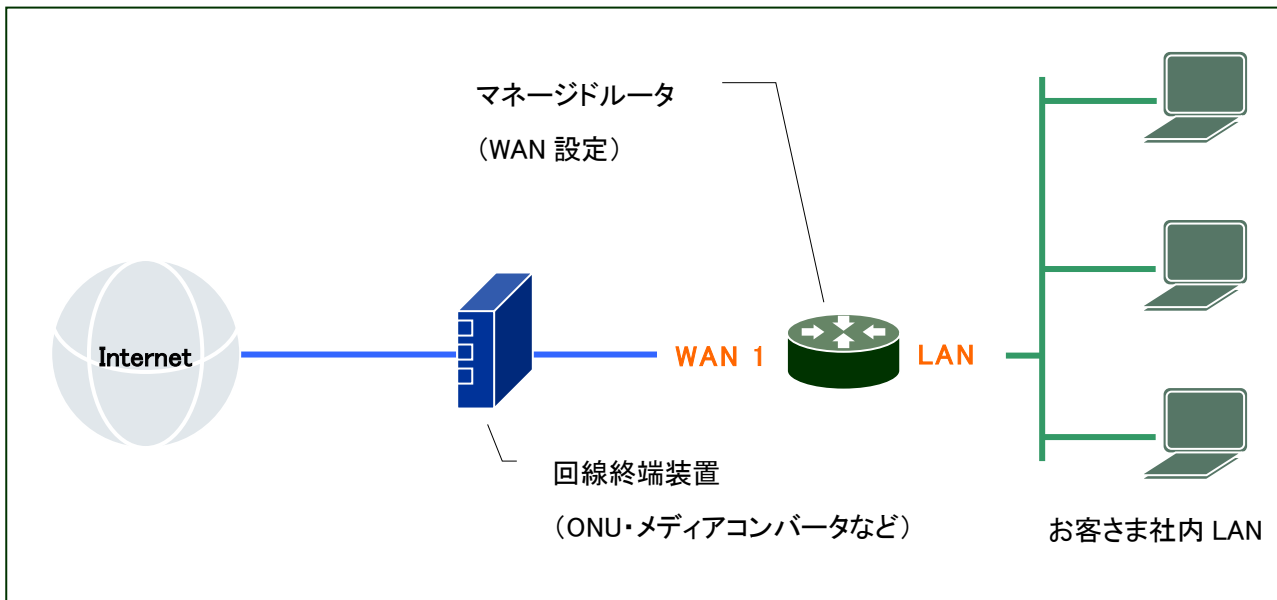 マネージドルータ
（WAN 設定）
Internet
WAN 1
LAN
回線終端装置
（ONU・メディアコンバータなど）
お客さま社内 LAN